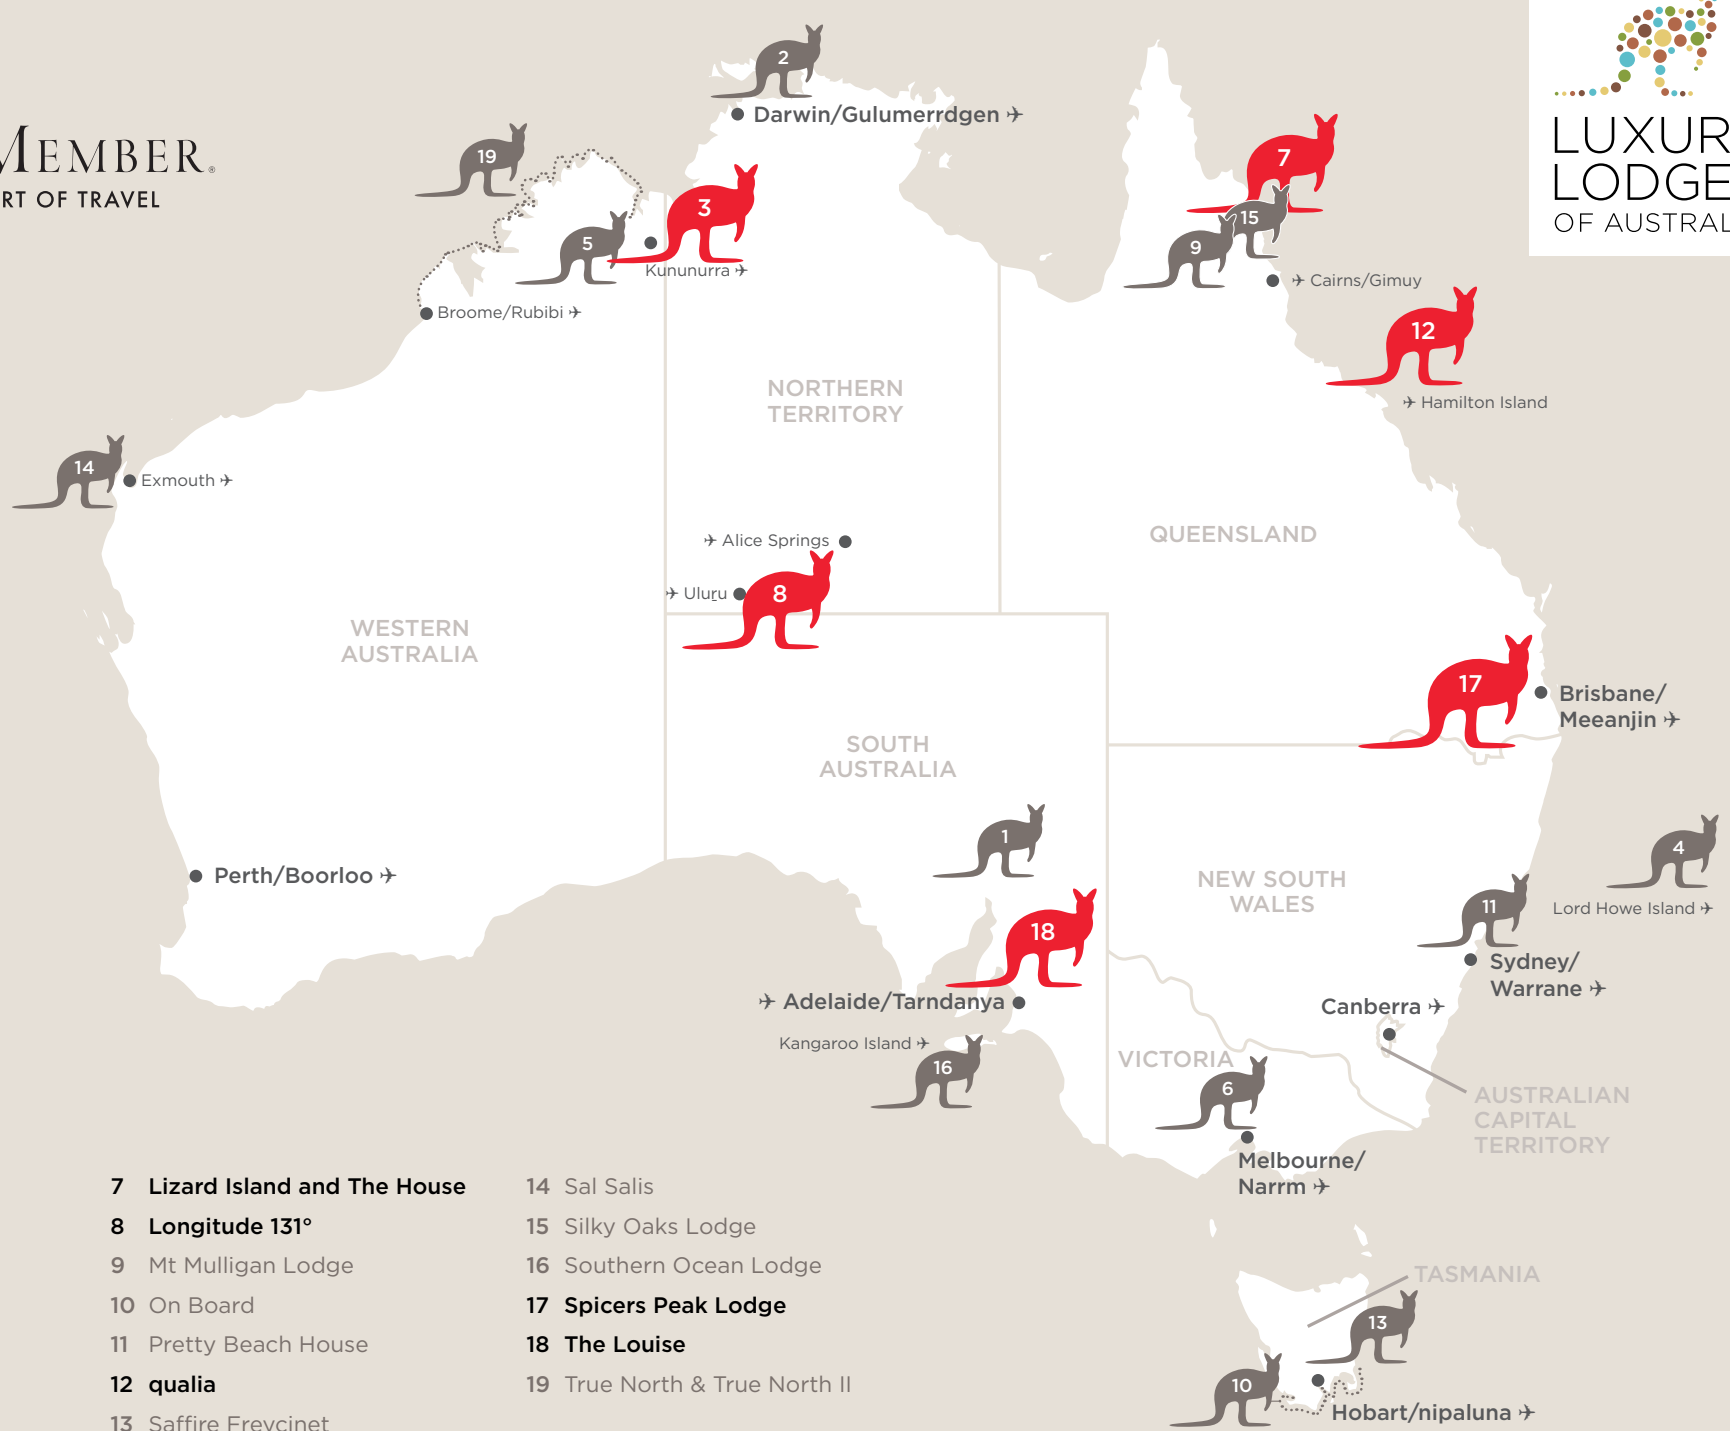 2
Darwin/Gulumerrdgen
MEMBER®
RT OF TRAVEL
LUXUR
LODGE
OF AUSTRAL
19
3
5
Kununurra
Broome/Rubibi
7
15
9
Cairns/Gimuy
12
Hamilton Island
NORTHERN
TERRITORY
14
Exmouth
Alice Springs
Uluṟu
8
QUEENSLAND
WESTERN
AUSTRALIA
17
Brisbane/
Meeanjin
SOUTH
AUSTRALIA
1
4
Lord Howe Island
Perth/Boorloo
NEW SOUTH
WALES
11
Sydney/
Warrane
18
Adelaide/Tarndanya
Kangaroo Island
16
Canberra
VICTORIA
6
AUSTRALIAN
CAPITAL
TERRITORY
Melbourne/
Narrm
TASMANIA
13
10
Hobart/nipaluna
7 Lizard Island and The House
8 Longitude 131°
9 Mt Mulligan Lodge
10 On Board
11 Pretty Beach House
12 qualia
13 Saffire Freycinet
14 Sal Salis
15 Silky Oaks Lodge
16 Southern Ocean Lodge
17 Spicers Peak Lodge
18 The Louise
19 True North & True North II